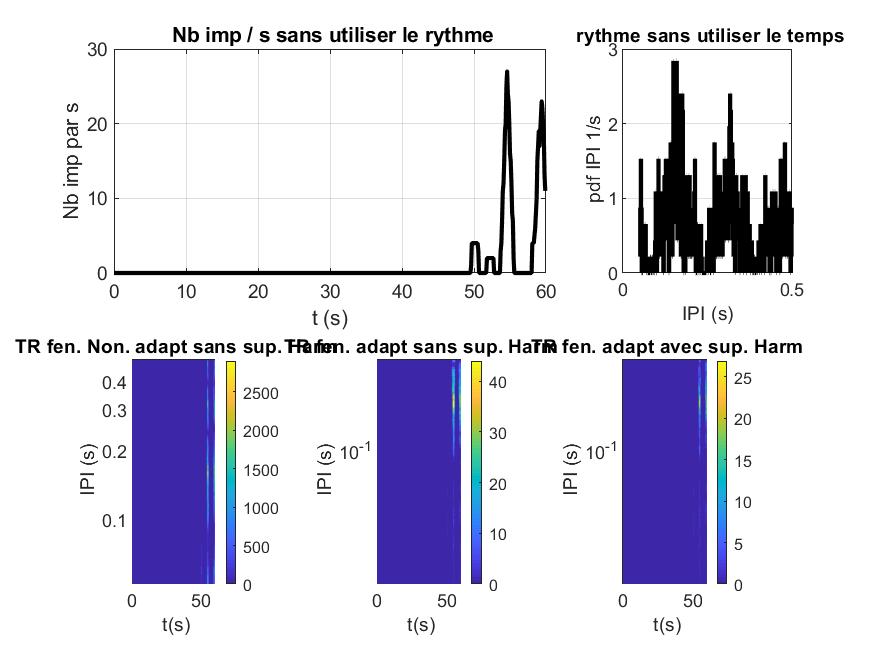 Nb imp / s sans utiliser le rythme
30
20
10
0
Nb imp par s
0 10 20 30 40 50 60
t (s)
rythme sans utiliser le temps
3
2
1
0
pdf IPI 1/s
0 0.5
IPI (s)
TR fen. Non. adapt sans sup. Harm
0.4
0.3
0.2
0.1
IPI (s)
0 50
t(s)
2500
2000
1500
1000
500
0
TR fen. adapt sans sup. Harm
10⁻¹
IPI (s)
0 50
t(s)
40
30
20
10
0
TR fen. adapt avec sup. Harm
10⁻¹
IPI (s)
0 50
t(s)
25
20
15
10
5
0